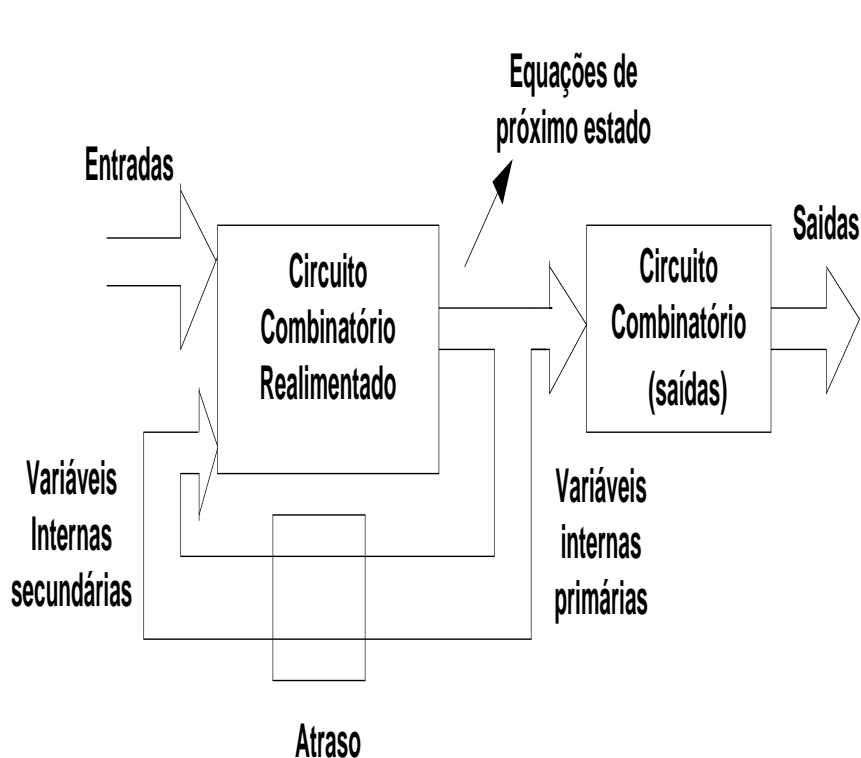 Equações de
próximo estado
Entradas
Saidas
Circuito
Combinatório
Realimentado
Circuito
Combinatório
(saídas)
Variáveis
Internas
secundárias
Variáveis
internas
primárias
Atraso